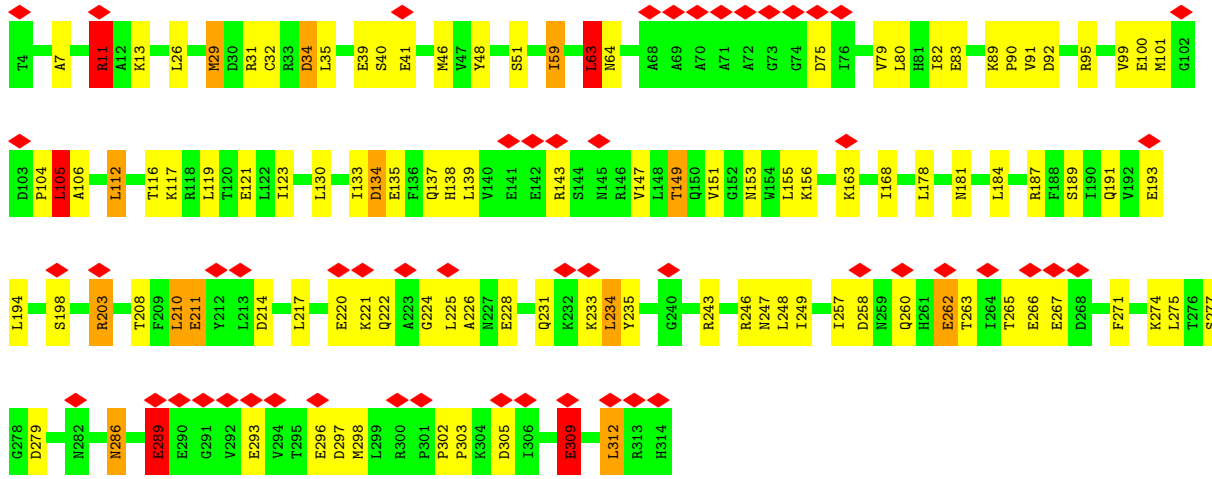 T4 A7 R11 A12 K13 L26 M29 D30 R31 C32 R33 D34 L35 E39 S40 E41 M46 V47 Y48 S51 I59 L63 N64 A68 A69 A70 A71 A72 G73 G74 D75 I76 V79 L80 H81 I82 E83 K89 P90 V91 D92 R95 V99 E100 M101 G102
D103 P104 L105 A106 L112 T116 K117 R118 L119 T120 E121 L122 I123 L130 I133 D134 E135 F136 Q137 H138 L139 V140 E141 E142 R143 S144 N145 R146 V147 L148 T149 Q150 V151 G152 N153 W154 L155 K156 K163 I168 L178 N181 L184 R187 F188 S189 I190 Q191 V192 E193
L194 S198 R203 T208 F209 L210 E211 Y212 L213 D214 L217 E220 K221 Q222 A223 G224 L225 A226 N227 E228 Q231 K232 K233 L234 Y235 G240 R243 R246 N247 L248 I249 I257 D258 N259 Q260 H261 E262 T263 I264 T265 E266 E267 D268 F271 K274 L275 T276 S277
G278 D279 N282 N286 E289 E290 G291 V292 E293 V294 T295 E296 D297 M298 L299 R300 P301 P302 P303 K304 D305 I306 E309 L312 R313 H314